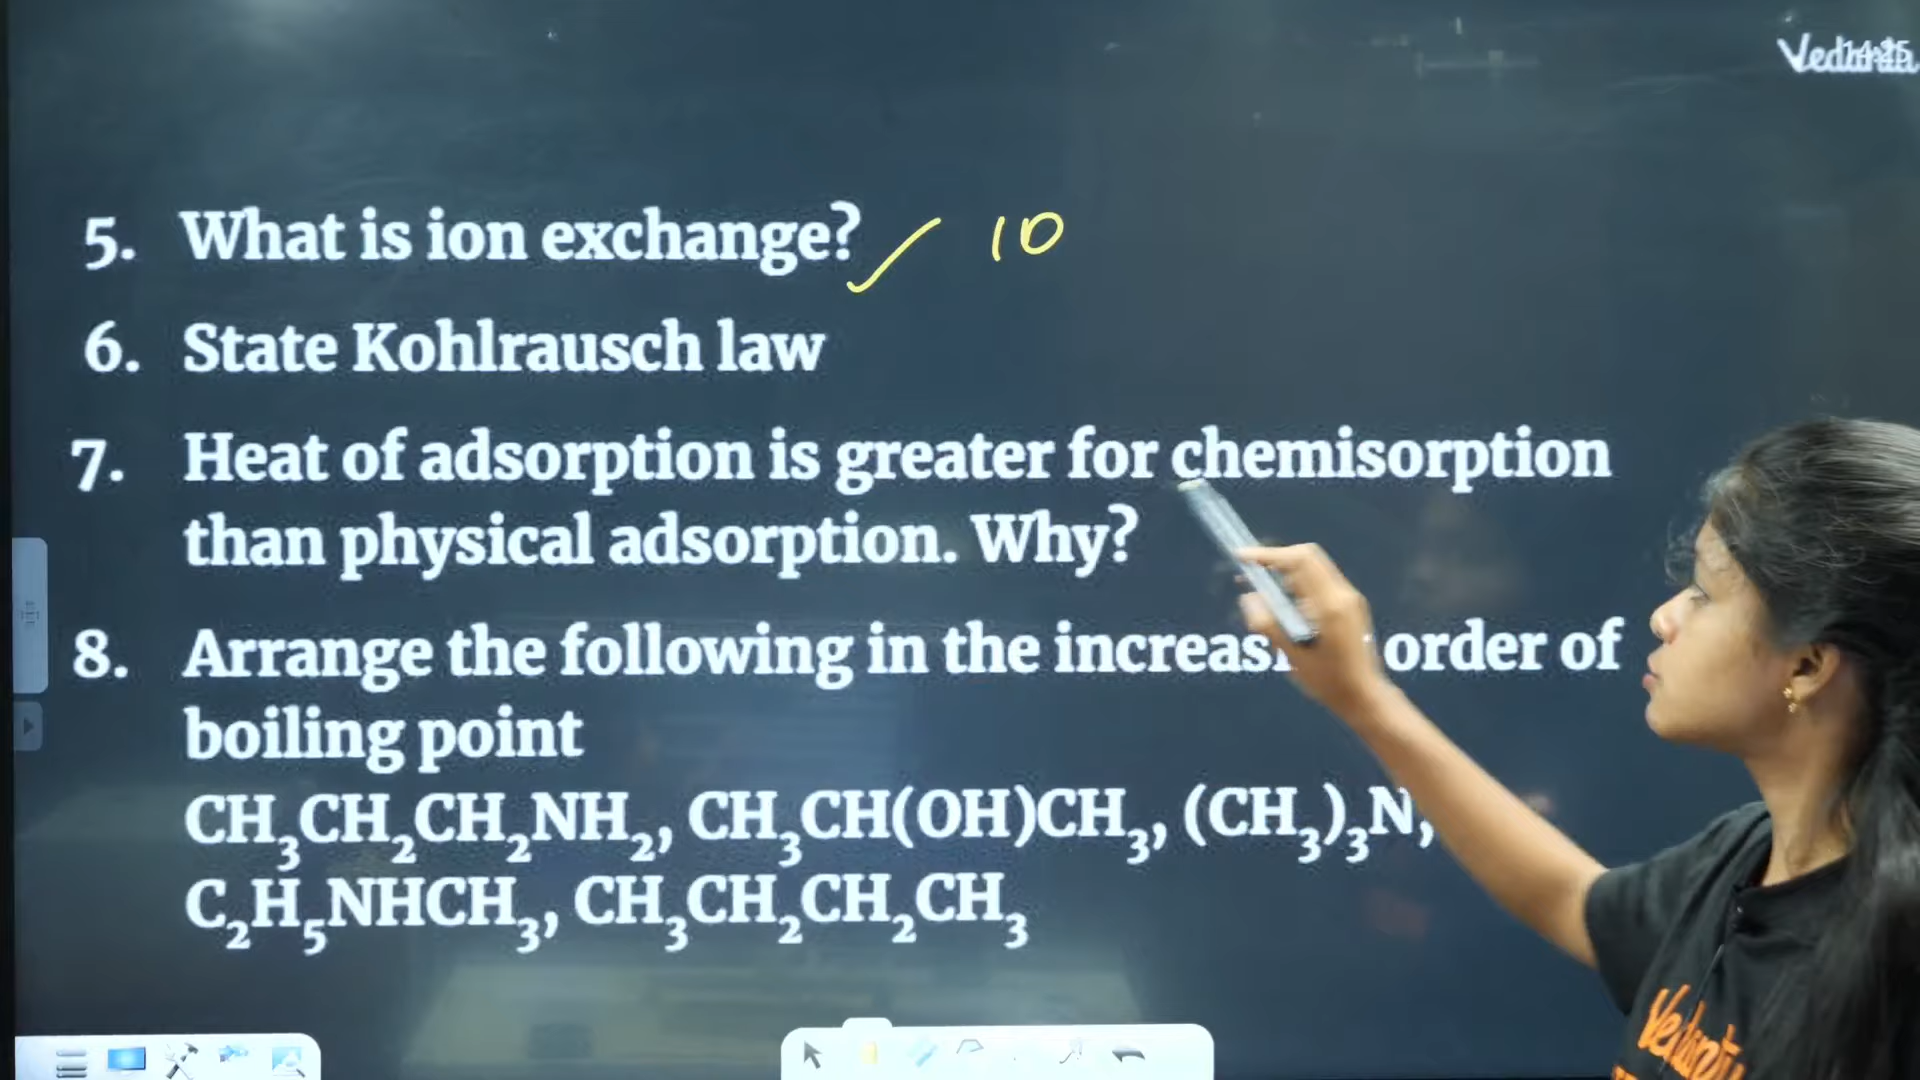 5. What is ion exchange? 10
6. State Kohlrausch law
7. Heat of adsorption is greater for chemisorption
than physical adsorption. Why?
8. Arrange the following in the order of
boiling point
CH₃CH₂CH₂NH₂, CH₃CH(OH)CH₃, (CH₃)₃N,
C₂H₅NHCH₃, CH₃CH₂CH₂CH₃